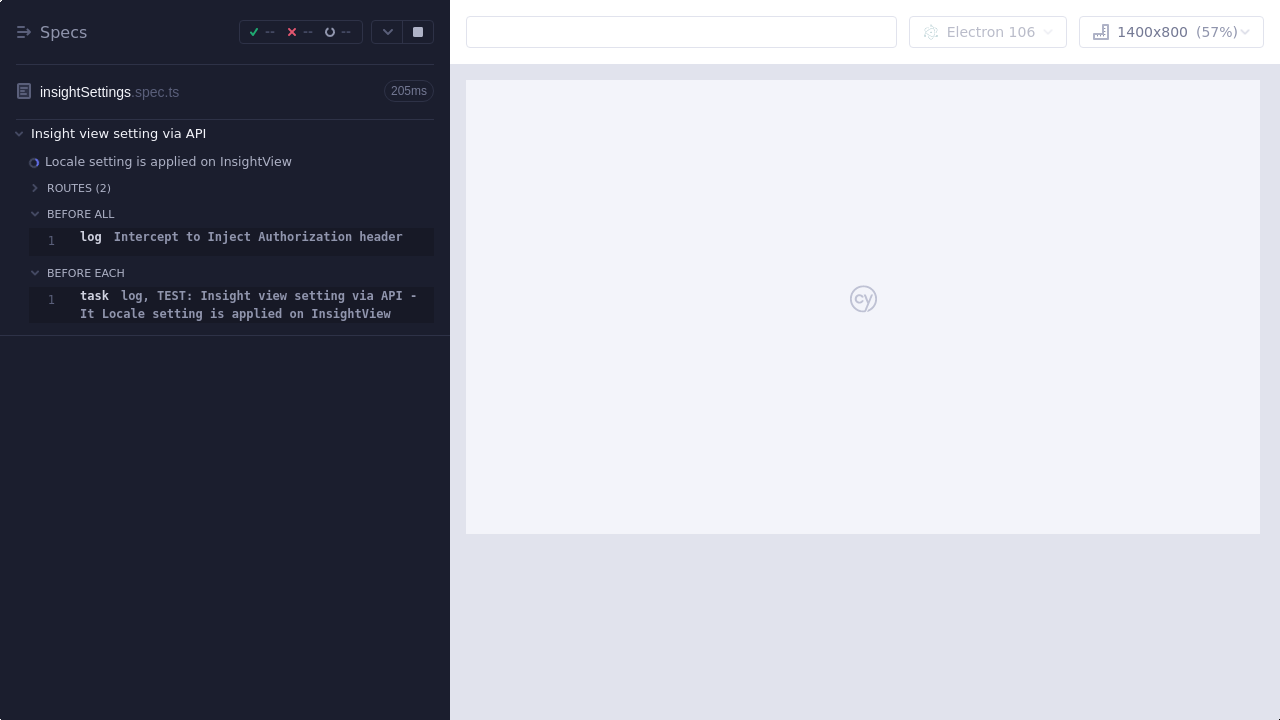 Specs
-- -- --
insightSettings.spec.ts
205ms
Insight view setting via API
Locale setting is applied on InsightView
ROUTES (2)
BEFORE ALL
1 log Intercept to Inject Authorization header
BEFORE EACH
1 task log, TEST: Insight view setting via API -
It Locale setting is applied on InsightView
Electron 106
1400x800 (57%)
cy